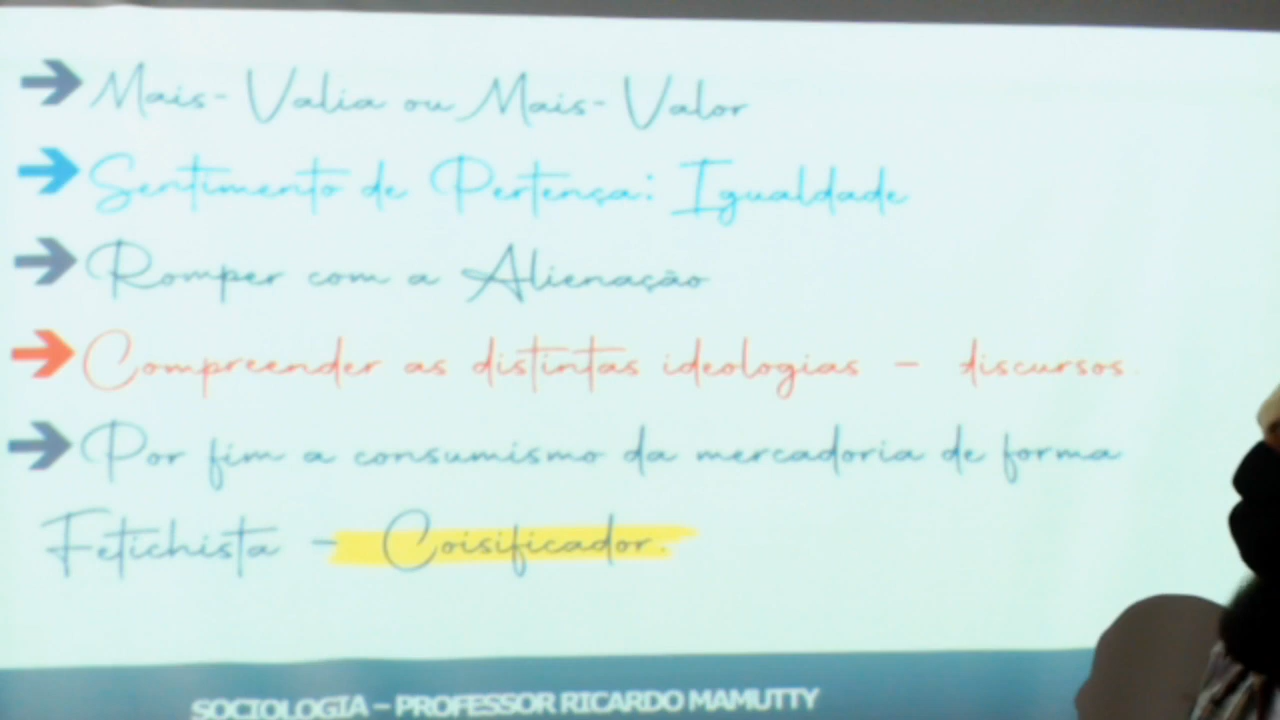 Mais-Valia ou Mais-Valor
Sentimento de Pertensa: Igualdade
Romper com a Alienação
Compreender as distintas ideologias - discursos.
Por fim a consumismo da mercadoria de forma
Fetichista - Coisificador.
SOCIOLOGIA - PROFESSOR RICARDO MAMUTTY